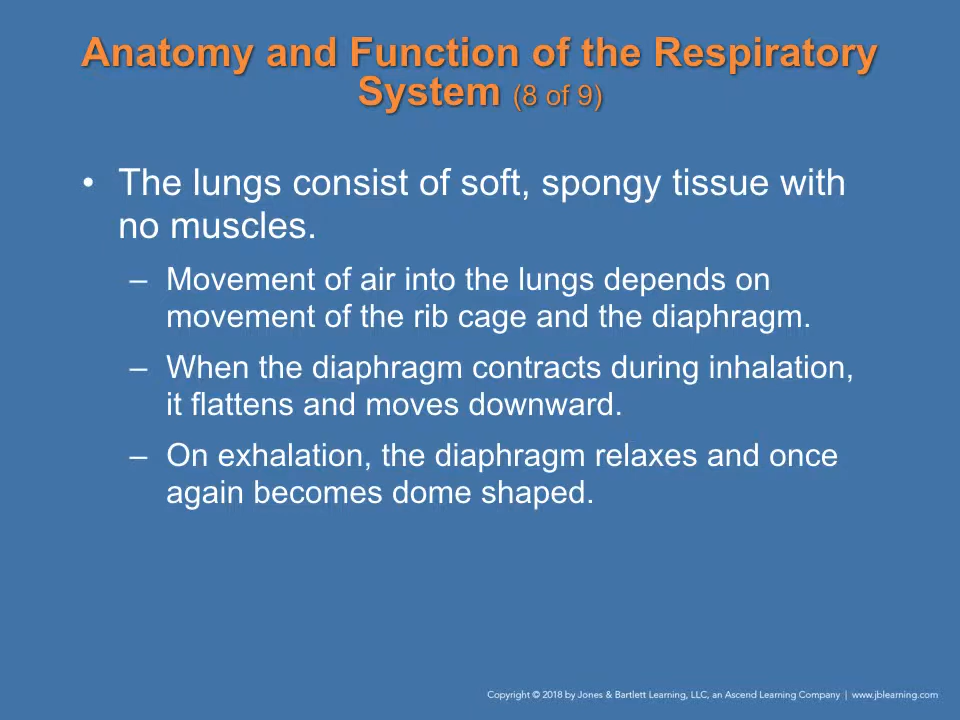 Anatomy and Function of the Respiratory
System (8 of 9)
• The lungs consist of soft, spongy tissue with
no muscles.
– Movement of air into the lungs depends on
movement of the rib cage and the diaphragm.
– When the diaphragm contracts during inhalation,
it flattens and moves downward.
– On exhalation, the diaphragm relaxes and once
again becomes dome shaped.
Copyright © 2018 by Jones & Bartlett Learning, LLC, an Ascend Learning Company | www.jblearning.com